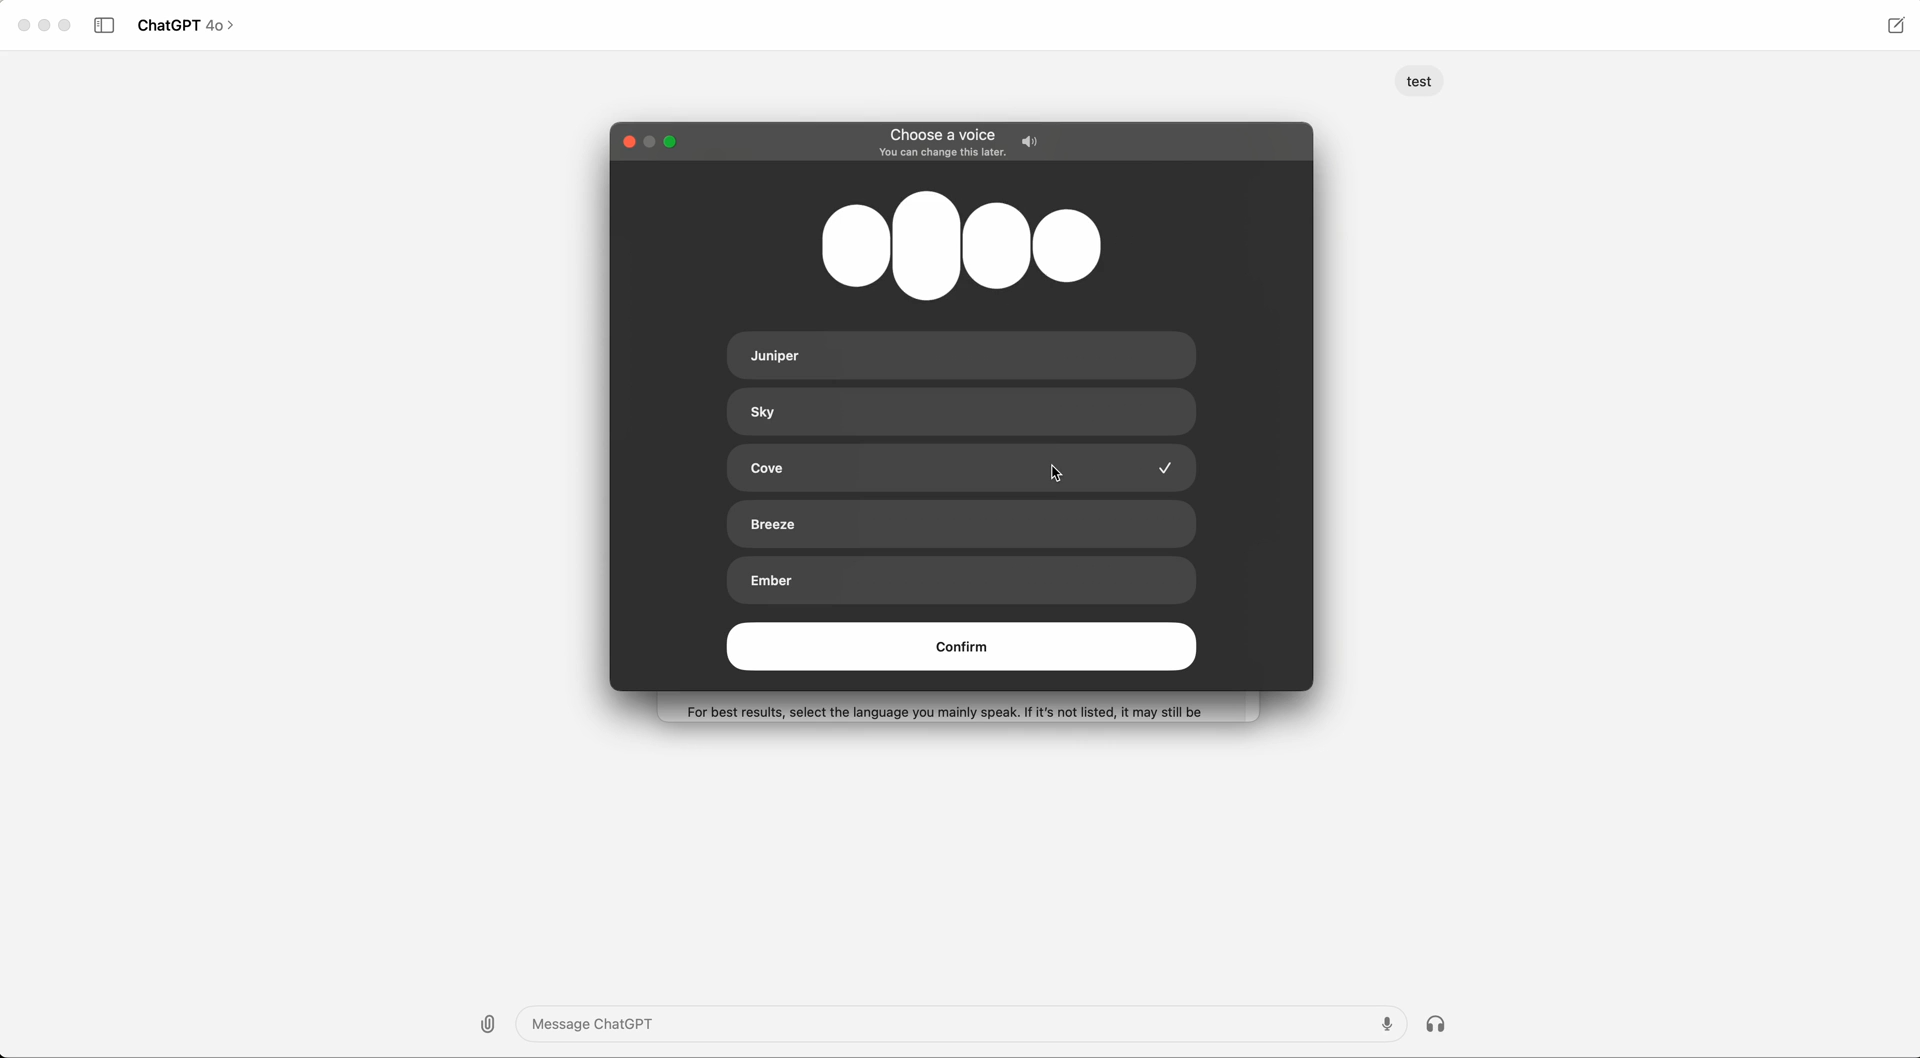 ChatGPT 4o >
test
Choose a voice
You can change this later.
Juniper
Sky
Cove
Breeze
Ember
Confirm
For best results, select the language you mainly speak. If it’s not listed, it may still be
Message ChatGPT